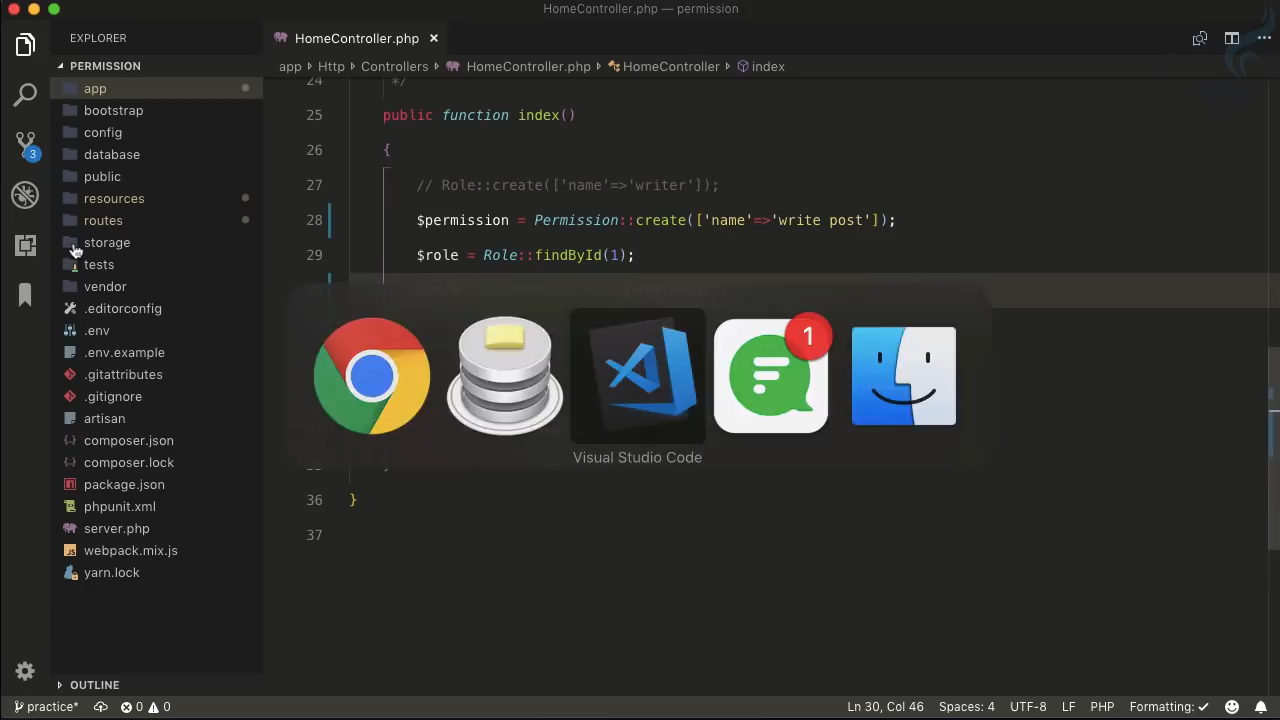 HomeController.php — permission
EXPLORER
HomeController.php
PERMISSION
app › Http › Controllers › HomeController.php › HomeController › index
app
bootstrap
config
database
public
resources
routes
storage
tests
vendor
.editorconfig
.env
.env.example
.gitattributes
.gitignore
artisan
composer.json
composer.lock
package.json
phpunit.xml
server.php
webpack.mix.js
yarn.lock
OUTLINE
3
24 */
25 public function index()
26 {
27 // Role::create(['name'=>'writer']);
28 $permission = Permission::create(['name'=>'write post']);
29 $role = Role::findById(1);
36 }
37
1
Visual Studio Code
practice* 0 0 Ln 30, Col 46 Spaces: 4 UTF-8 LF PHP Formatting: ✓